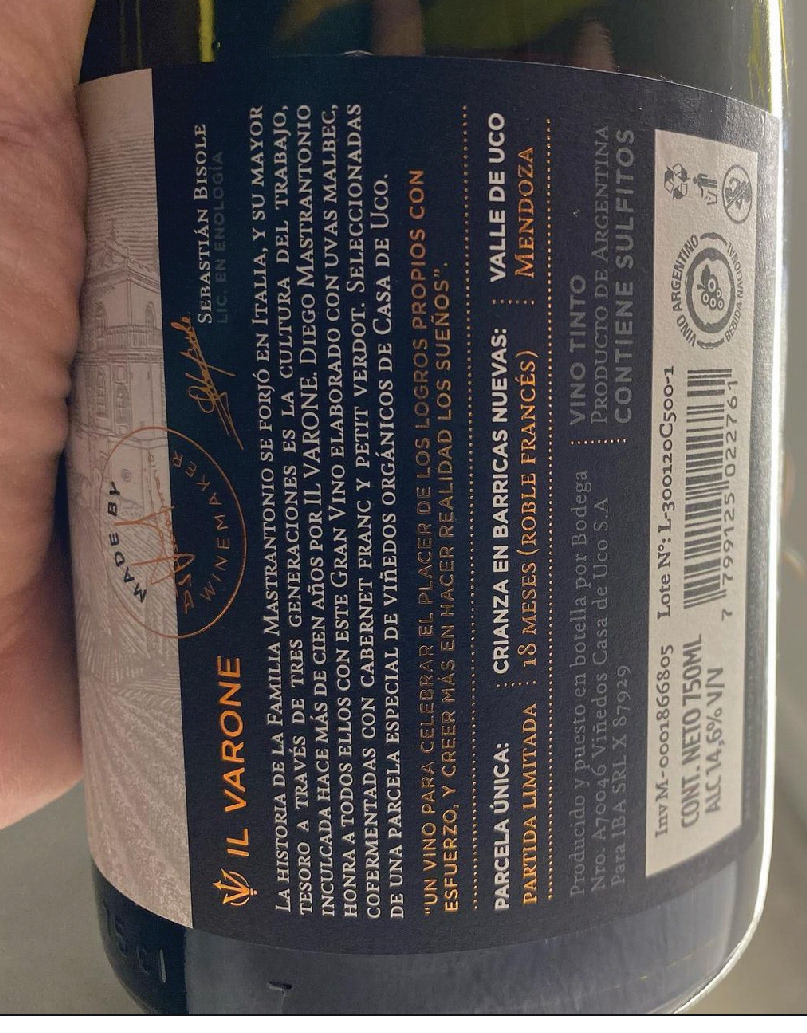 MADE BY
WINEMAKER
IL VARONE
SEBASTIÁN BISOLE
LIC. EN ENOLOGÍA
LA HISTORIA DE LA FAMILIA MASTRANTONIO SE FORJÓ EN ITALIA, Y SU MAYOR
TESORO A TRAVÉS DE TRES GENERACIONES ES LA CULTURA DEL TRABAJO,
INCULCADA HACE MÁS DE CIEN AÑOS POR IL VARONE. DIEGO MASTRANTONIO
HONRA A TODOS ELLOS CON ESTE GRAN VINO ELABORADO CON UVAS MALBEC,
COFERMENTADAS CON CABERNET FRANC Y PETIT VERDOT. SELECCIONADAS
DE UNA PARCELA ESPECIAL DE VIÑEDOS ORGÁNICOS DE CASA DE UCO.
"UN VINO PARA CELEBRAR EL PLACER DE LOS LOGROS PROPIOS CON
ESFUERZO, Y CREER MÁS EN HACER REALIDAD LOS SUEÑOS".
PARCELA ÚNICA:
PARTIDA LIMITADA
CRIANZA EN BARRICAS NUEVAS:
18 MESES (ROBLE FRANCÉS)
VALLE DE UCO
MENDOZA
Producido y puesto en botella por Bodega
Nro. A70046 Viñedos Casa de Uco S.A
Para IBA SRL X 87929
VINO TINTO
PRODUCTO DE ARGENTINA
CONTIENE SULFITOS
InvM-0001866805
Lote Nº: L-300120C500-1
CONT. NETO 750ML
ALC 14,6% V/V
7 799125 022761
VINO ARGENTINO
BEBIDA NACIONAL
75 cl